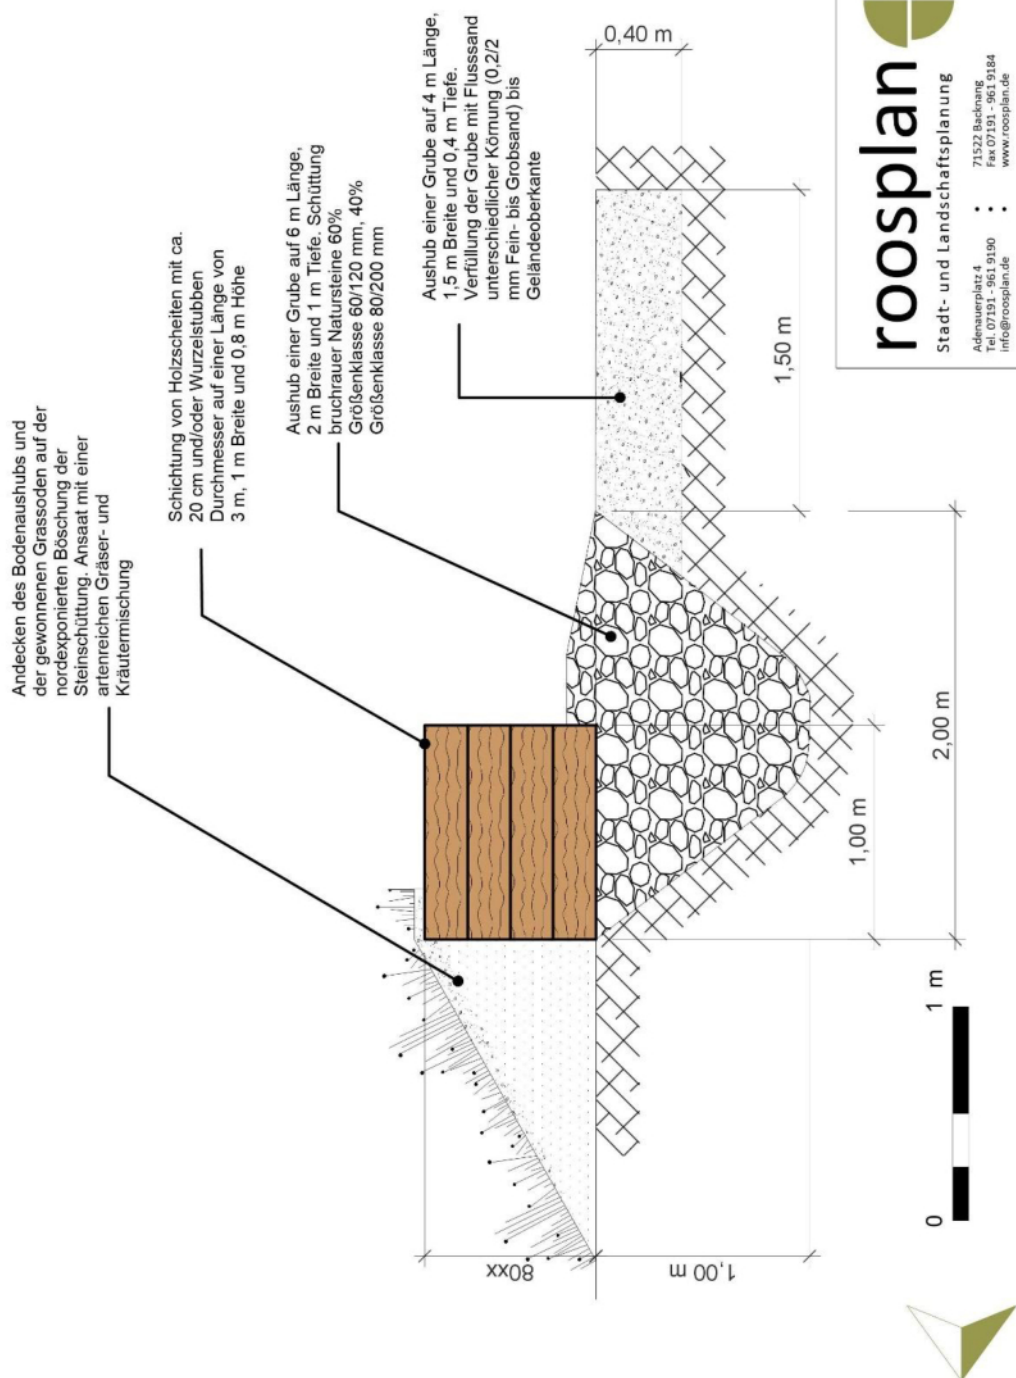 Andecken des Bodenaushubs und
der gewonnenen Grassoden auf der
nordexponierten Böschung der
Steinschüttung. Ansaat mit einer
artenreichen Gräser- und
Kräutermischung
Schichtung von Holzscheiten mit ca.
20 cm und/oder Wurzelstubben
Durchmesser auf einer Länge von
3 m, 1 m Breite und 0,8 m Höhe
Aushub einer Grube auf 6 m Länge,
2 m Breite und 1 m Tiefe. Schüttung
bruchrauer Natursteine 60%
Größenklasse 60/120 mm, 40%
Größenklasse 80/200 mm
Aushub einer Grube auf 4 m Länge,
1,5 m Breite und 0,4 m Tiefe.
Verfüllung der Grube mit Flusssand
unterschiedlicher Körnung (0,2/2
mm Fein- bis Grobsand) bis
Geländeoberkante
0,40 m
80xx
1,00 m
1,50 m
1,00 m
2,00 m
0 1 m
roosplan
Stadt- und Landschaftsplanung
Adenauerplatz 4 : 71522 Backnang
Tel. 07191 - 961 9190 : Fax 07191 - 961 9184
info@roosplan.de www.roosplan.de